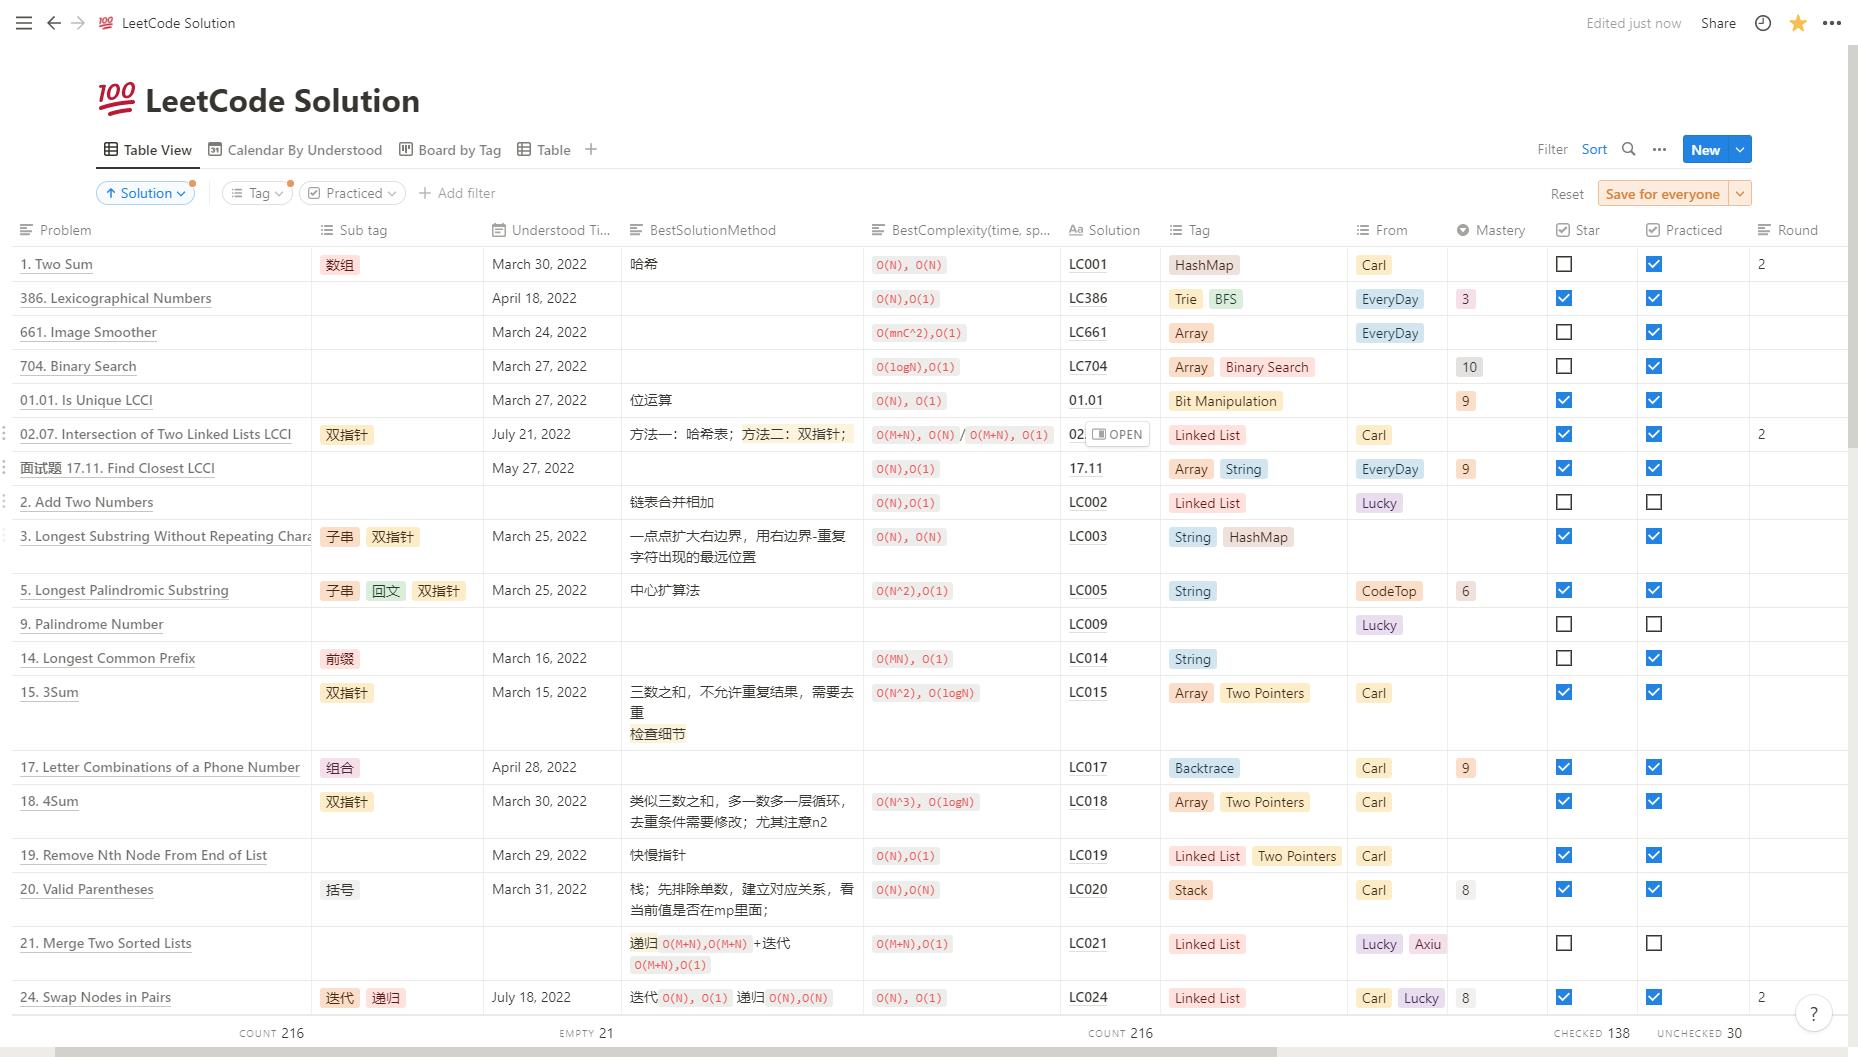 LeetCode Solution
Edited just now Share
💯 LeetCode Solution
Table View Calendar By Understood Board by Tag Table
Filter Sort New
Solution Tag Practiced Add filter
Reset Save for everyone
Problem Sub tag Understood Ti... BestSolutionMethod BestComplexity(time, sp... Aa Solution Tag From Mastery Star Practiced Round
1. Two Sum 数组 March 30, 2022 哈希 O(N), O(N) LC001 HashMap Carl 2
386. Lexicographical Numbers April 18, 2022 O(N),O(1) LC386 Trie BFS EveryDay 3
661. Image Smoother March 24, 2022 O(mnC^2),O(1) LC661 Array EveryDay
704. Binary Search March 27, 2022 O(logN),O(1) LC704 Array Binary Search 10
01.01. Is Unique LCCI March 27, 2022 位运算 O(N), O(1) 01.01 Bit Manipulation 9
02.07. Intersection of Two Linked Lists LCCI 双指针 July 21, 2022 方法一：哈希表；方法二：双指针； O(M+N), O(N) / O(M+N), O(1) 02. OPEN Linked List Carl 2
面试题 17.11. Find Closest LCCI May 27, 2022 O(N),O(1) 17.11 Array String EveryDay 9
2. Add Two Numbers 链表合并相加 O(N),O(1) LC002 Linked List Lucky
3. Longest Substring Without Repeating Chara 子串 双指针 March 25, 2022 一点点扩大右边界，用右边界-重复 O(N), O(N) LC003 String HashMap
字符出现的最远位置
5. Longest Palindromic Substring 子串 回文 双指针 March 25, 2022 中心扩算法 O(N^2),O(1) LC005 String CodeTop 6
9. Palindrome Number LC009 Lucky
14. Longest Common Prefix 前缀 March 16, 2022 O(MN), O(1) LC014 String
15. 3Sum 双指针 March 15, 2022 三数之和，不允许重复结果，需要去 O(N^2), O(logN) LC015 Array Two Pointers Carl
重
检查细节
17. Letter Combinations of a Phone Number 组合 April 28, 2022 LC017 Backtrace Carl 9
18. 4Sum 双指针 March 30, 2022 类似三数之和，多一数多一层循环， O(N^3), O(logN) LC018 Array Two Pointers Carl
去重条件需要修改；尤其注意n2
19. Remove Nth Node From End of List March 29, 2022 快慢指针 O(N),O(1) LC019 Linked List Two Pointers Carl
20. Valid Parentheses 括号 March 31, 2022 栈；先排除单数，建立对应关系，看 O(N),O(N) LC020 Stack Carl 8
当前值是否在mp里面；
21. Merge Two Sorted Lists 递归 O(M+N),O(M+N) +迭代 O(M+N),O(1) LC021 Linked List Lucky Axiu
O(M+N),O(1)
24. Swap Nodes in Pairs 迭代 递归 July 18, 2022 迭代 O(N), O(1) 递归 O(N),O(N) O(N), O(1) LC024 Linked List Carl Lucky 8 2
COUNT 216 EMPTY 21 COUNT 216 CHECKED 138 UNCHECKED 30
?